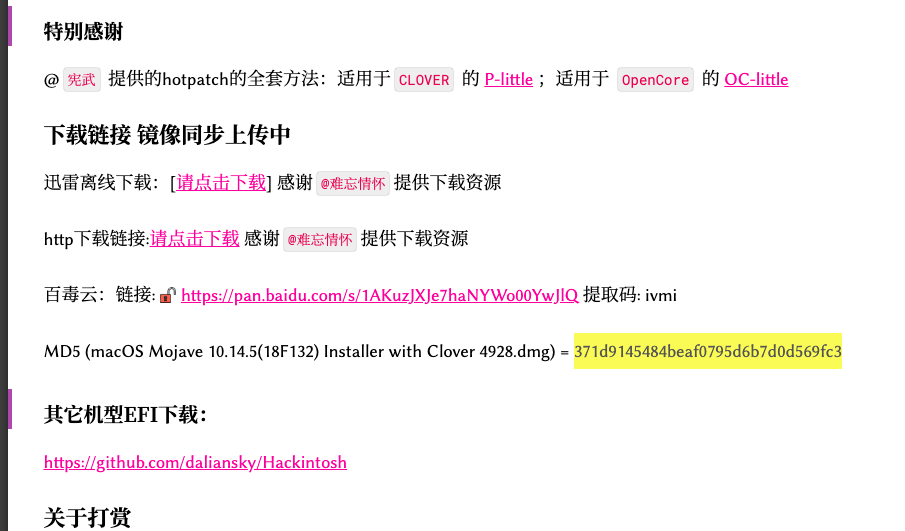 特别感谢
@ 宪武 提供的hotpatch的全套方法：适用于 CLOVER 的 P-little ；适用于 OpenCore 的 OC-little
下载链接 镜像同步上传中
迅雷离线下载：[请点击下载] 感谢 @难忘情怀 提供下载资源
http下载链接:请点击下载 感谢 @难忘情怀 提供下载资源
百毒云：链接: https://pan.baidu.com/s/1AKuzJXJe7haNYWo00YwJlQ 提取码: ivmi
MD5 (macOS Mojave 10.14.5(18F132) Installer with Clover 4928.dmg) = 371d9145484beaf0795d6b7d0d569fc3
其它机型EFI下载：
https://github.com/daliansky/Hackintosh
关于打赏